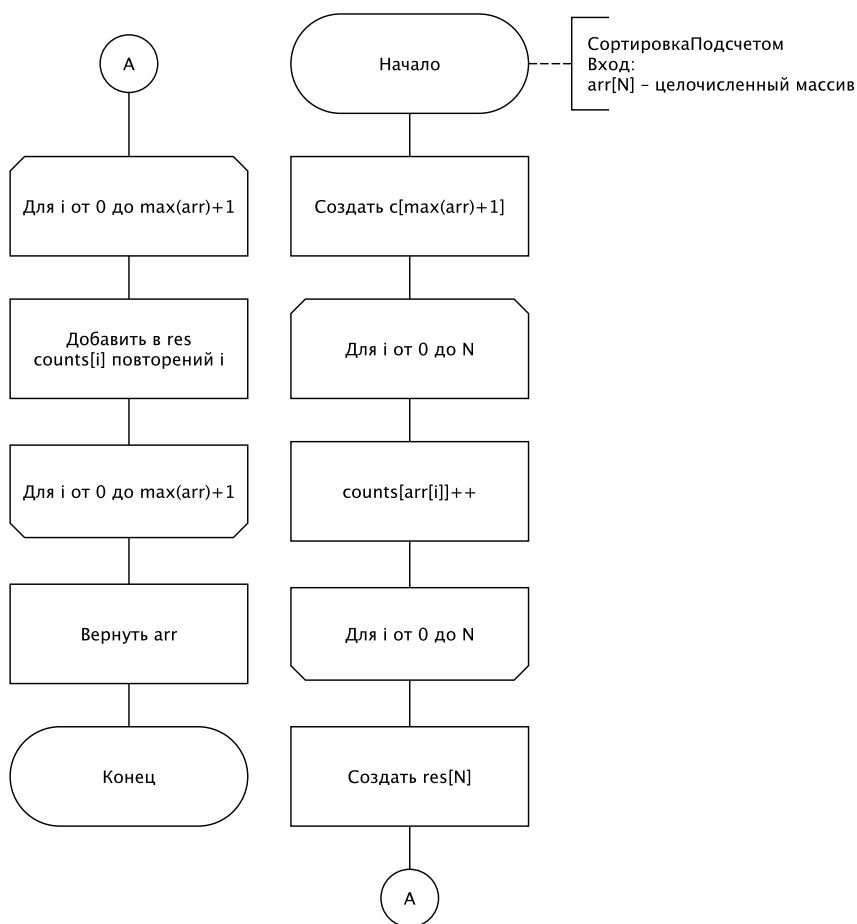 A
Для i от 0 до max(arr)+1
Добавить в res
counts[i] повторений i
Для i от 0 до max(arr)+1
Вернуть arr
Конец
Начало
СортировкаПодсчетом
Вход:
arr[N] – целочисленный массив
Создать c[max(arr)+1]
Для i от 0 до N
counts[arr[i]]++
Для i от 0 до N
Создать res[N]
A